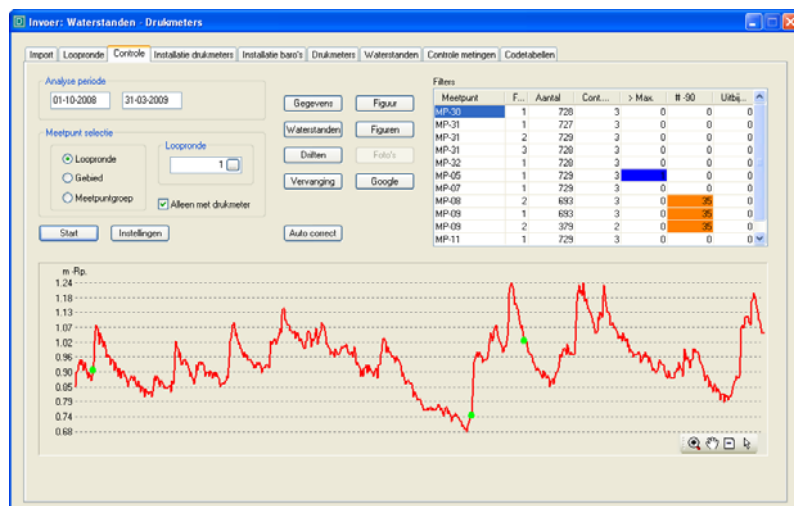 Invoer: Waterstanden - Drukmeters
Import Loopronde Controle Installatie drukmeters Installatie baro's Drukmeters Waterstanden Controle metingen Codetabellen
Analyse periode
01-10-2008 31-03-2009
Meetpunt selectie
Loopronde
Gebied
Meetpuntgroep
Loopronde
1
Alleen met drukmeter
Start Instellingen
Gegevens Figuur
Waterstanden Figuren
Driften Foto's
Vervanging Google
Auto correct
Filters
Meetpunt F... Aantal Cont... > Max. # -90 Uitbij...
MP-30 1 728 3 0 0 0
MP-31 1 727 3 0 0 0
MP-31 2 729 3 0 0 0
MP-31 3 728 3 0 0 0
MP-32 1 728 3 0 0 0
MP-05 1 729 3 1 0 0
MP-07 1 729 3 0 0 0
MP-08 2 693 3 0 35 0
MP-09 1 693 3 0 35 0
MP-09 2 379 2 0 35 0
MP-11 1 729 3 0 0 0
m -Rp.
1.24
1.18
1.13
1.07
1.02
0.96
0.90
0.85
0.79
0.74
0.68